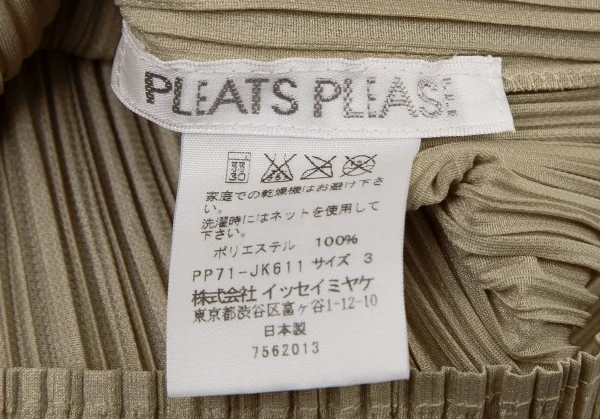 PLEATS PLEASE
家庭での乾燥機はお避け下さ
い。
洗濯時にはネットを使用して
下さい。
ポリエステル 100%
PP71-JK611 サイズ 3
株式会社 イッセイミヤケ
東京都渋谷区富ヶ谷1-12-10
日本製
7562013